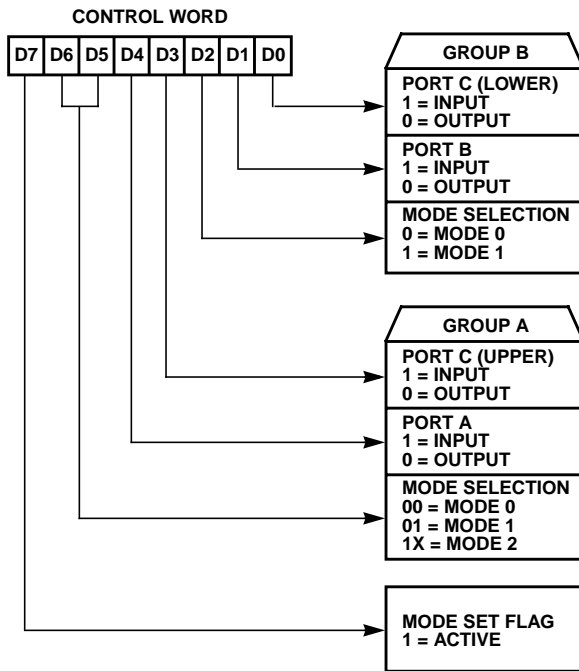 CONTROL WORD
D7 D6 D5 D4 D3 D2 D1 D0
GROUP B
PORT C (LOWER)
1 = INPUT
0 = OUTPUT
PORT B
1 = INPUT
0 = OUTPUT
MODE SELECTION
0 = MODE 0
1 = MODE 1
GROUP A
PORT C (UPPER)
1 = INPUT
0 = OUTPUT
PORT A
1 = INPUT
0 = OUTPUT
MODE SELECTION
00 = MODE 0
01 = MODE 1
1X = MODE 2
MODE SET FLAG
1 = ACTIVE